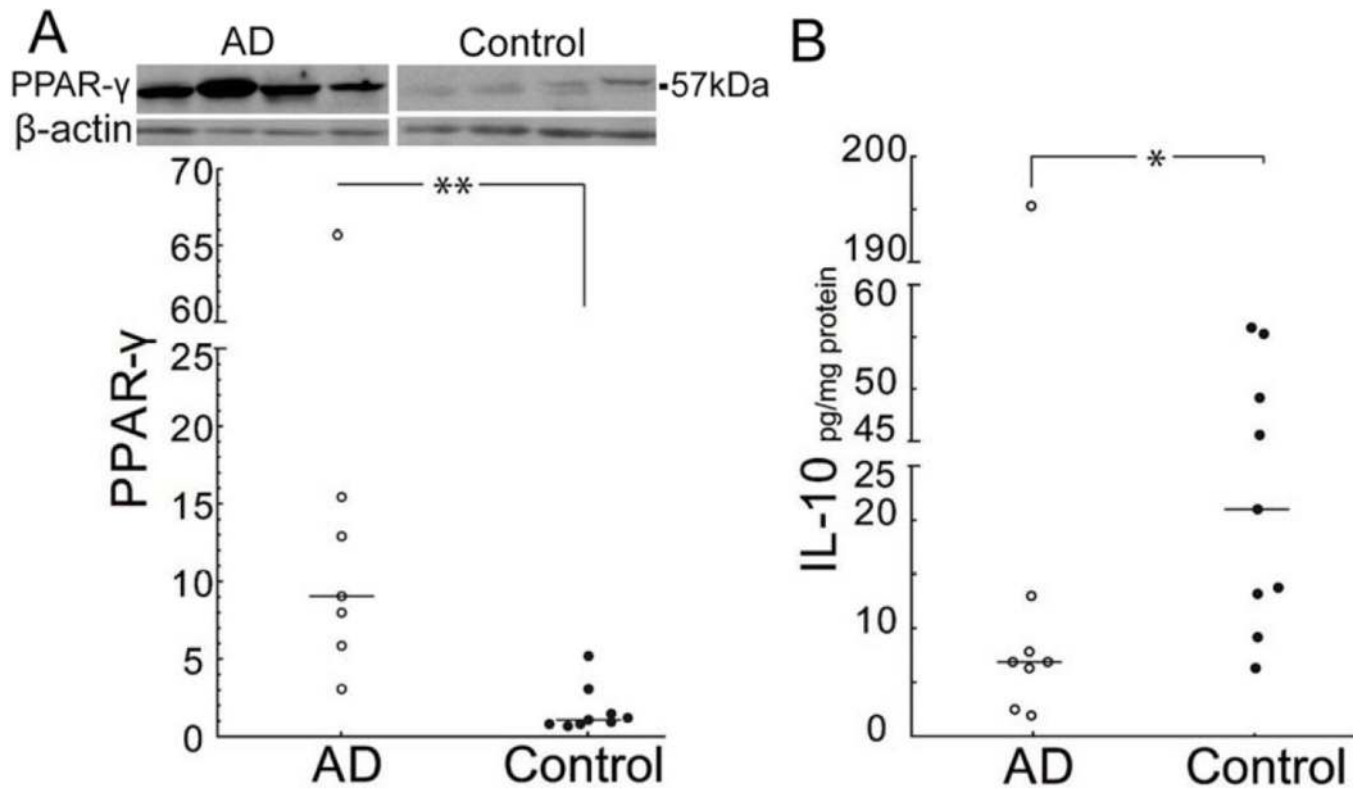 A
AD
Control
PPAR-γ
57kDa
β-actin
**
70
65
60
25
20
15
10
5
0
PPAR-γ
AD
Control
B
*
200
190
60
50
45
25
20
10
0
IL-10 pg/mg protein
AD
Control